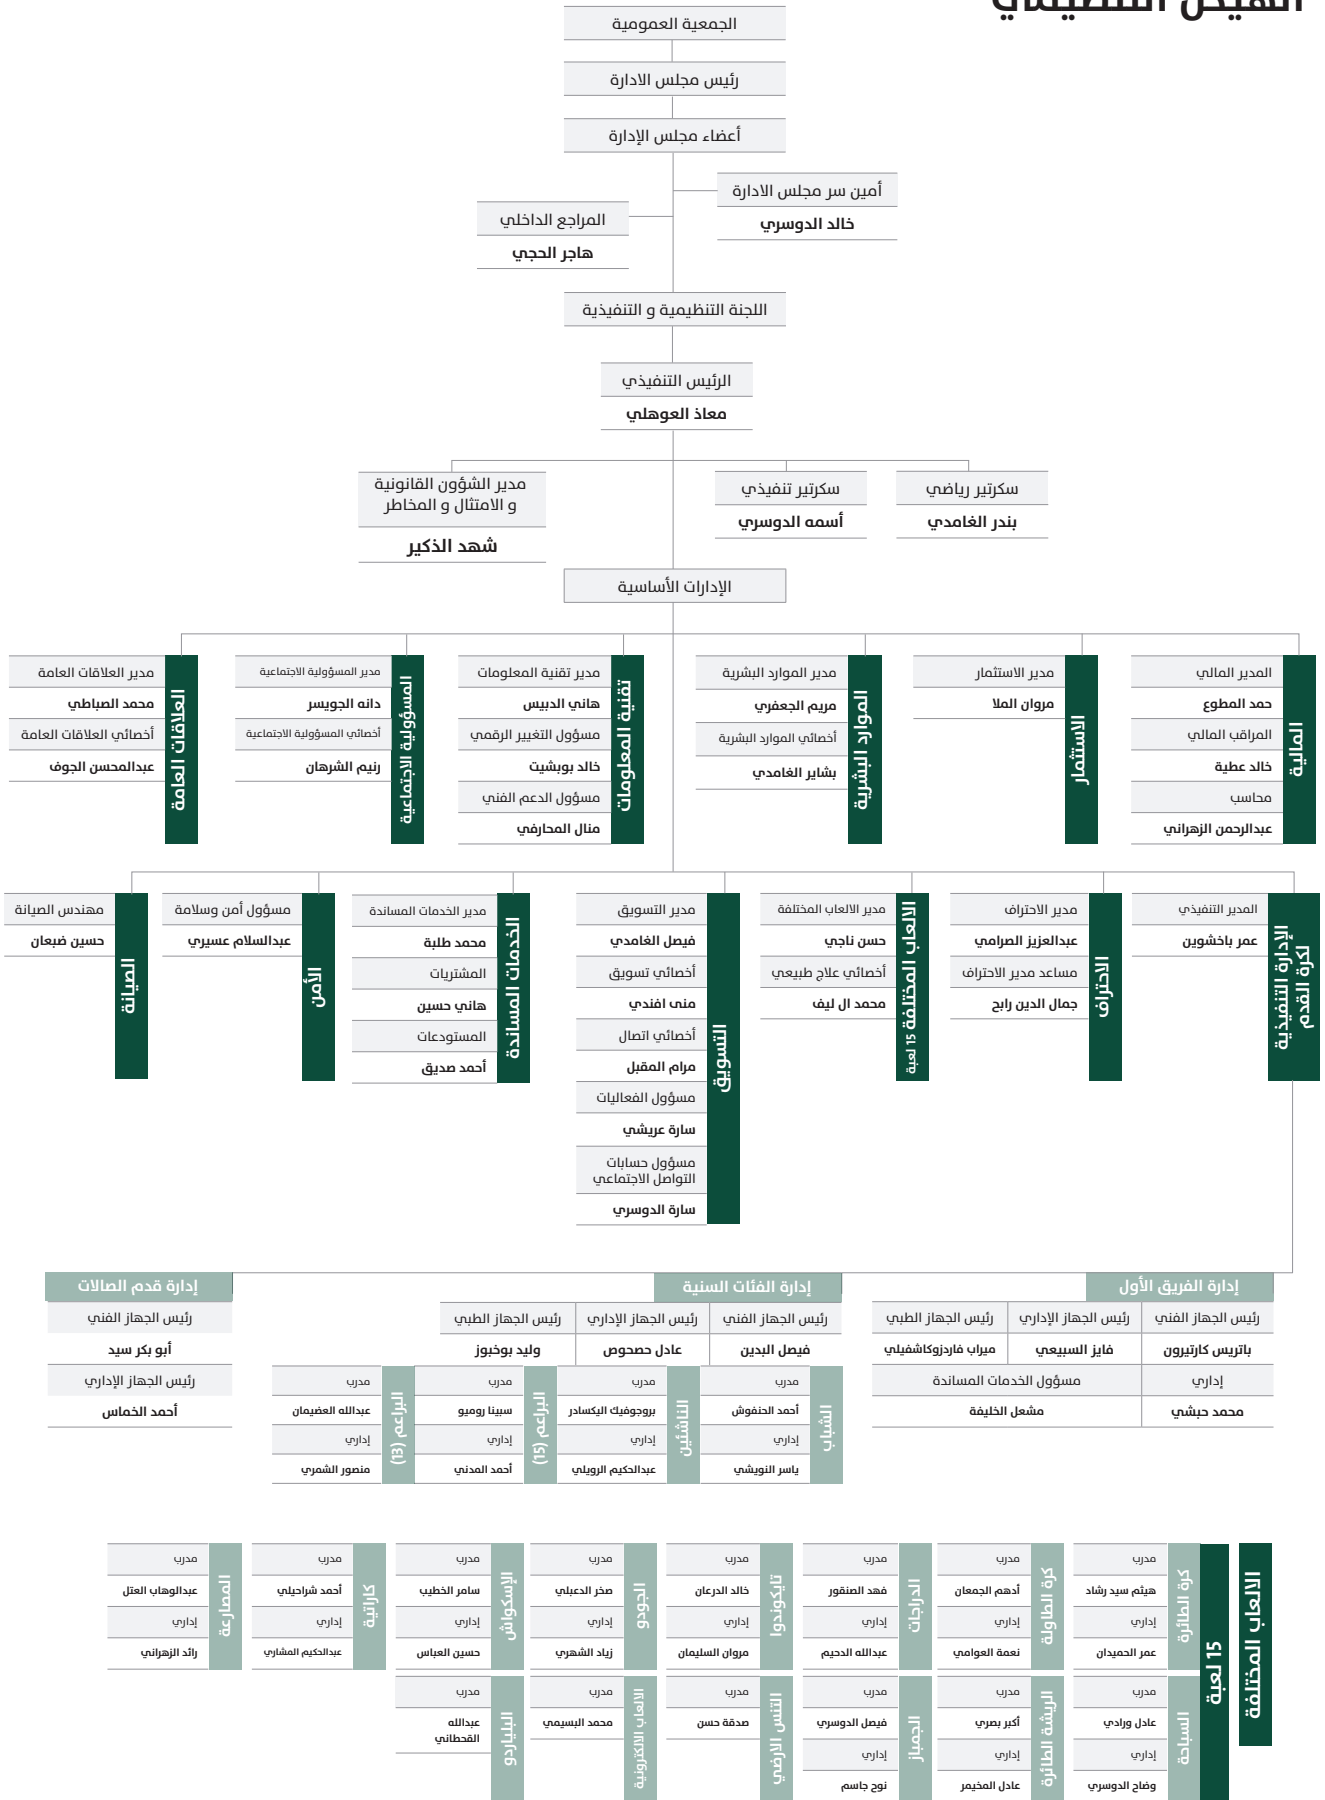 الهيكل التنظيمي
الجمعية العمومية
رئيس مجلس الادارة
أعضاء مجلس الإدارة
أمين سر مجلس الادارة
خالد الدوسري
المراجع الداخلي
هاجر الحجي
اللجنة التنظيمية و التنفيذية
الرئيس التنفيذي
معاذ العوهلي
سكرتير رياضي
بندر الغامدي
سكرتير تنفيذي
أسمه الدوسري
مدير الشؤون القانونية
و الامتثال و المخاطر
شهد الذكير
الإدارات الأساسية
المالية
المدير المالي
حمد المطوع
المراقب المالي
خالد عطية
محاسب
عبدالرحمن الزهراني
الاستثمار
مدير الاستثمار
مروان الملا
الموارد البشرية
مدير الموارد البشرية
مريم الجعفري
أخصائي الموارد البشرية
بشاير الغامدي
تقنية المعلومات
مدير تقنية المعلومات
هاني الدبيس
مسؤول التغيير الرقمي
خالد بوبشيت
مسؤول الدعم الفني
منال المحارفي
المسؤولية الاجتماعية
مدير المسؤولية الاجتماعية
دانه الجويسر
أخصائي المسؤولية الاجتماعية
رنيم الشرهان
العلاقات العامة
مدير العلاقات العامة
محمد الصباطي
أخصائي العلاقات العامة
عبدالمحسن الجوف
الإدارة التنفيذية
لكرة القدم
المدير التنفيذي
عمر باخشوين
الاحتراف
مدير الاحتراف
عبدالعزيز الصرامي
مساعد مدير الاحتراف
جمال الدين رابح
الالعاب المختلفة 15 لعبة
مدير الالعاب المختلفة
حسن ناجي
أخصائي علاج طبيعي
محمد ال ليف
التسويق
مدير التسويق
فيصل الغامدي
أخصائي تسويق
منى افندي
أخصائي اتصال
مرام المقبل
مسؤول الفعاليات
سارة عريشي
مسؤول حسابات
التواصل الاجتماعي
سارة الدوسري
الخدمات المساندة
مدير الخدمات المساندة
محمد طلبة
المشتريات
هاني حسين
المستودعات
أحمد صديق
الأمن
مسؤول أمن وسلامة
عبدالسلام عسيري
الصيانة
مهندس الصيانة
حسين ضبعان
إدارة الفريق الأول
رئيس الجهاز الفني
باتريس كارتيرون
رئيس الجهاز الإداري
فايز السبيعي
رئيس الجهاز الطبي
ميراب فاردزوكاشفيلي
إداري
محمد حبشي
مسؤول الخدمات المساندة
مشعل الخليفة
إدارة الفئات السنية
رئيس الجهاز الفني
فيصل البدين
رئيس الجهاز الإداري
عادل صحصوص
رئيس الجهاز الطبي
وليد بوخبوز
الشباب
مدرب
أحمد الحنفوش
إداري
ياسر النويشي
الناشئين
مدرب
بروجوفيك اليكسادر
إداري
عبدالحكيم الرويلي
البراعم (15)
مدرب
سبينا روميو
إداري
أحمد المدني
البراعم (13)
مدرب
عبدالله العضيمان
إداري
منصور الشمري
إدارة قدم الصالات
رئيس الجهاز الفني
أبو بكر سيد
رئيس الجهاز الإداري
أحمد الخماس
الالعاب المختلفة
15 لعبة
كرة الطائرة
مدرب
هيثم سيد رشاد
إداري
عمر الحميدان
كرة الطاولة
مدرب
أدهم الجمعان
إداري
نعمة العوامي
الدراجات
مدرب
فهد الصنقور
إداري
عبدالله الدحيم
تايكوندوا
مدرب
خالد الدرعان
إداري
مروان السليمان
الجودو
مدرب
صخر الدعبلي
إداري
زياد الشهري
الإسكواش
مدرب
سامر الخطيب
إداري
حسين العباس
كاراتية
مدرب
أحمد شراحيلي
إداري
عبدالحكيم المشاري
المصارعة
مدرب
عبدالوهاب العتل
إداري
رائد الزهراني
السباحة
مدرب
عادل ورادي
إداري
وضاح الدوسري
الريشة الطائرة
مدرب
أكبر بصري
إداري
عادل المخيمر
الجمباز
مدرب
فيصل الدوسري
إداري
نوح جاسم
التنس الارضي
مدرب
صدقة حسن
الالعاب الالكترونية
مدرب
محمد البسيمي
البلياردو
مدرب
عبدالله
القحطاني